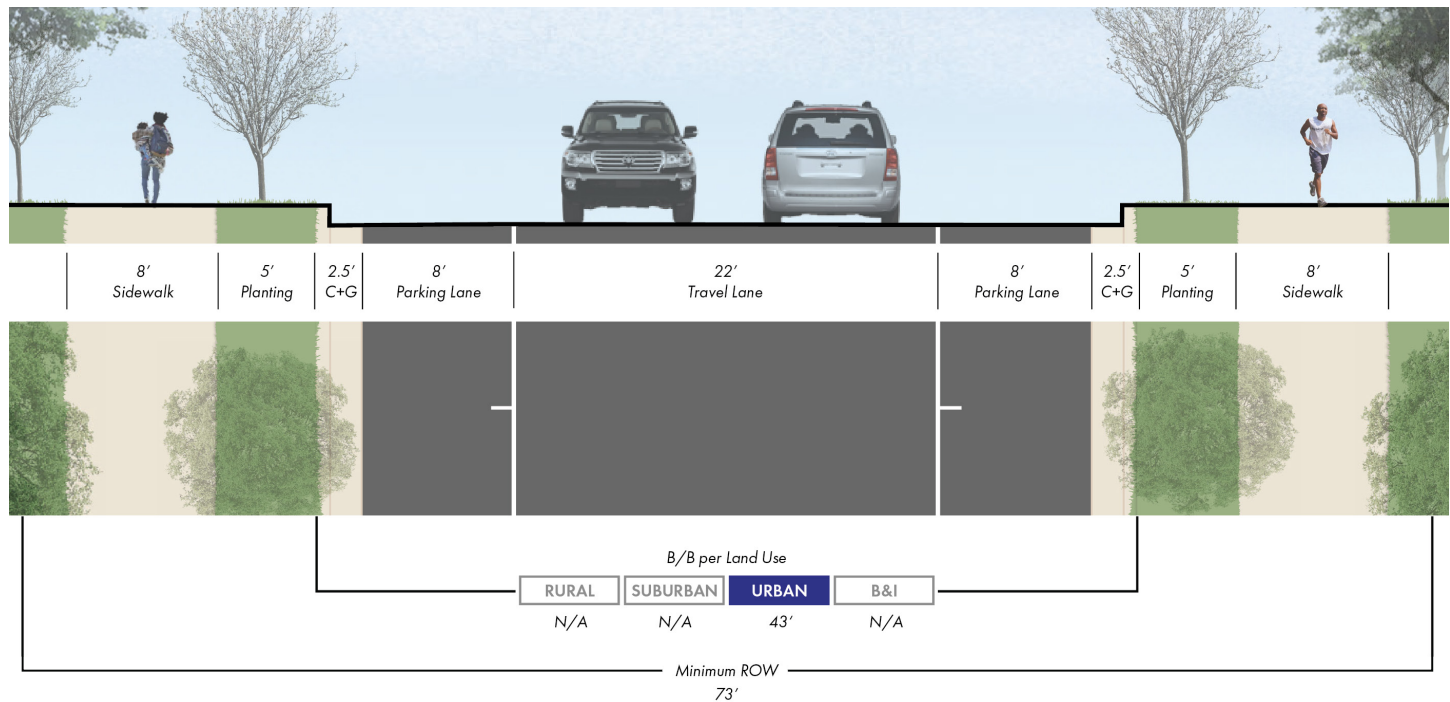 8’ 5’ 2.5’ 8’ 22’ 8’ 2.5’ 5’ 8’
Sidewalk Planting C+G Parking Lane Travel Lane Parking Lane C+G Planting Sidewalk
B/B per Land Use
RURAL SUBURBAN URBAN B&I
N/A N/A 43’ N/A
Minimum ROW
73’